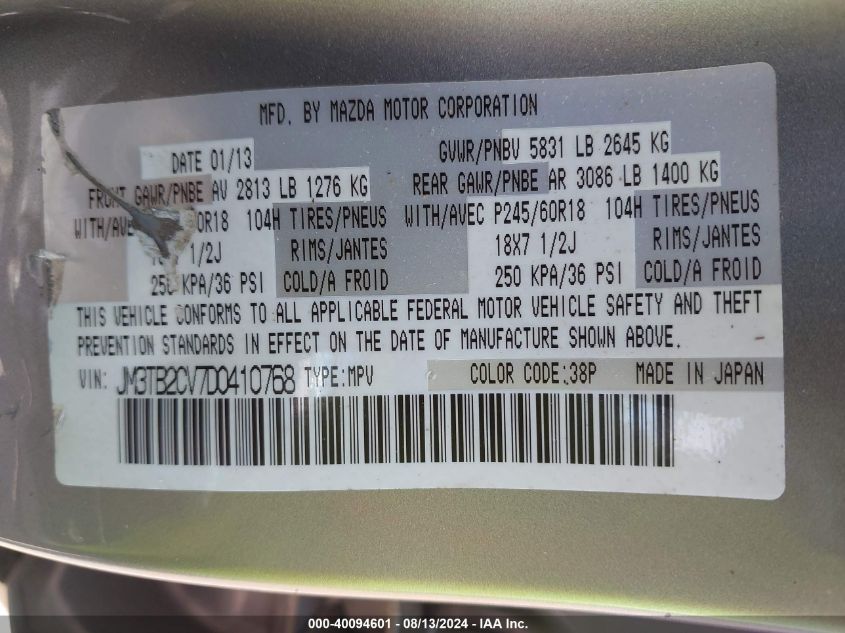 MFD. BY MAZDA MOTOR CORPORATION
DATE 01/13 GVWR/PNBV 5831 LB 2645 KG
FRONT GAWR/PNBE AV 2813 LB 1276 KG REAR GAWR/PNBE AR 3086 LB 1400 KG
WITH/AVEC 104H TIRES/PNEUS WITH/AVEC P245/60R18 104H TIRES/PNEUS
1/2J RIMS/JANTES 18X7 1/2J RIMS/JANTES
250 KPA/36 PSI COLD/A FROID 250 KPA/36 PSI COLD/A FROID
THIS VEHICLE CONFORMS TO ALL APPLICABLE FEDERAL MOTOR VEHICLE SAFETY AND THEFT
PREVENTION STANDARDS IN EFFECT ON THE DATE OF MANUFACTURE SHOWN ABOVE.
VIN: JM3TB2CV7D0410768 TYPE:MPV COLOR CODE:38P MADE IN JAPAN
000-40094601 - 08/13/2024 - IAA Inc.